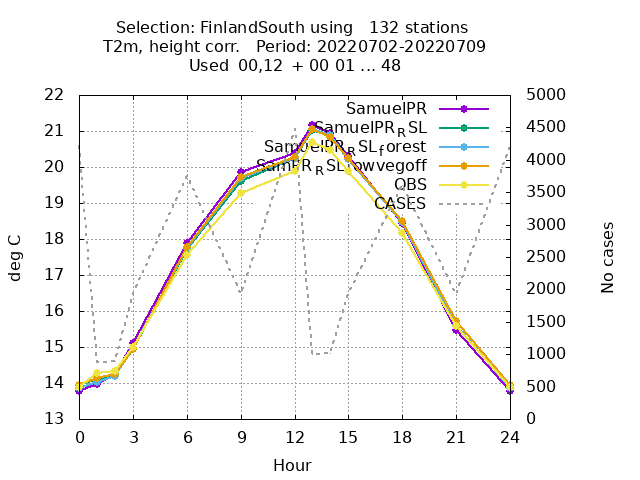 Selection: FinlandSouth using   132 stations
T2m, height corr.   Period: 20220702-20220709
Used  00,12  + 00 01 ... 48
22
21
20
19
18
17
16
15
14
13
deg C
5000
4500
4000
3500
3000
2500
2000
1500
1000
500
0
No cases
SamuelPR
SamuelPR_RSL
SamuelPR_RSL_forest
SamPR_RSLlowvegoff
OBS
CASES
0 3 6 9 12 15 18 21 24
Hour